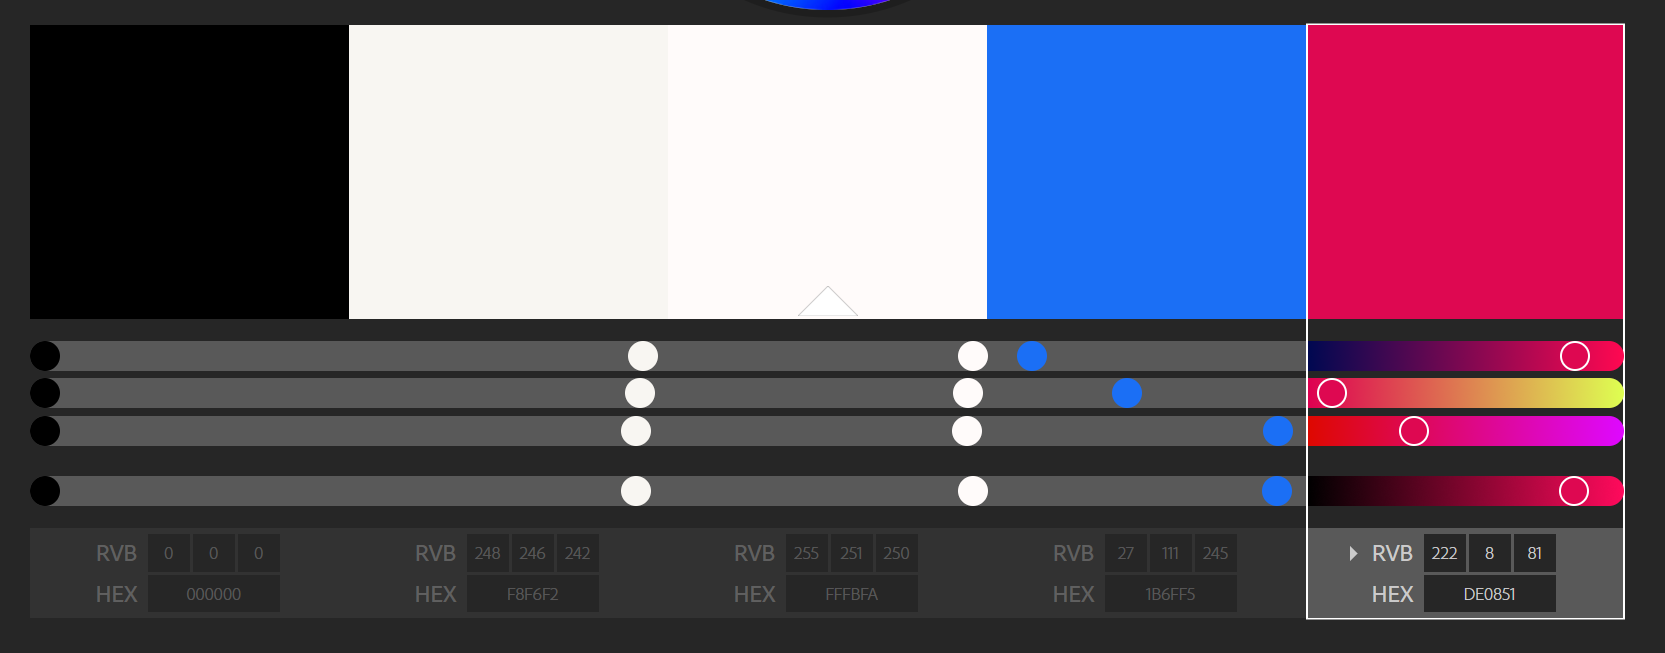 RVB 0 0 0 RVB 248 246 242 RVB 255 251 250 RVB 27 111 245 RVB 222 8 81
HEX 000000 HEX F8F6F2 HEX FFFBFA HEX 1B6FF5 HEX DE0851